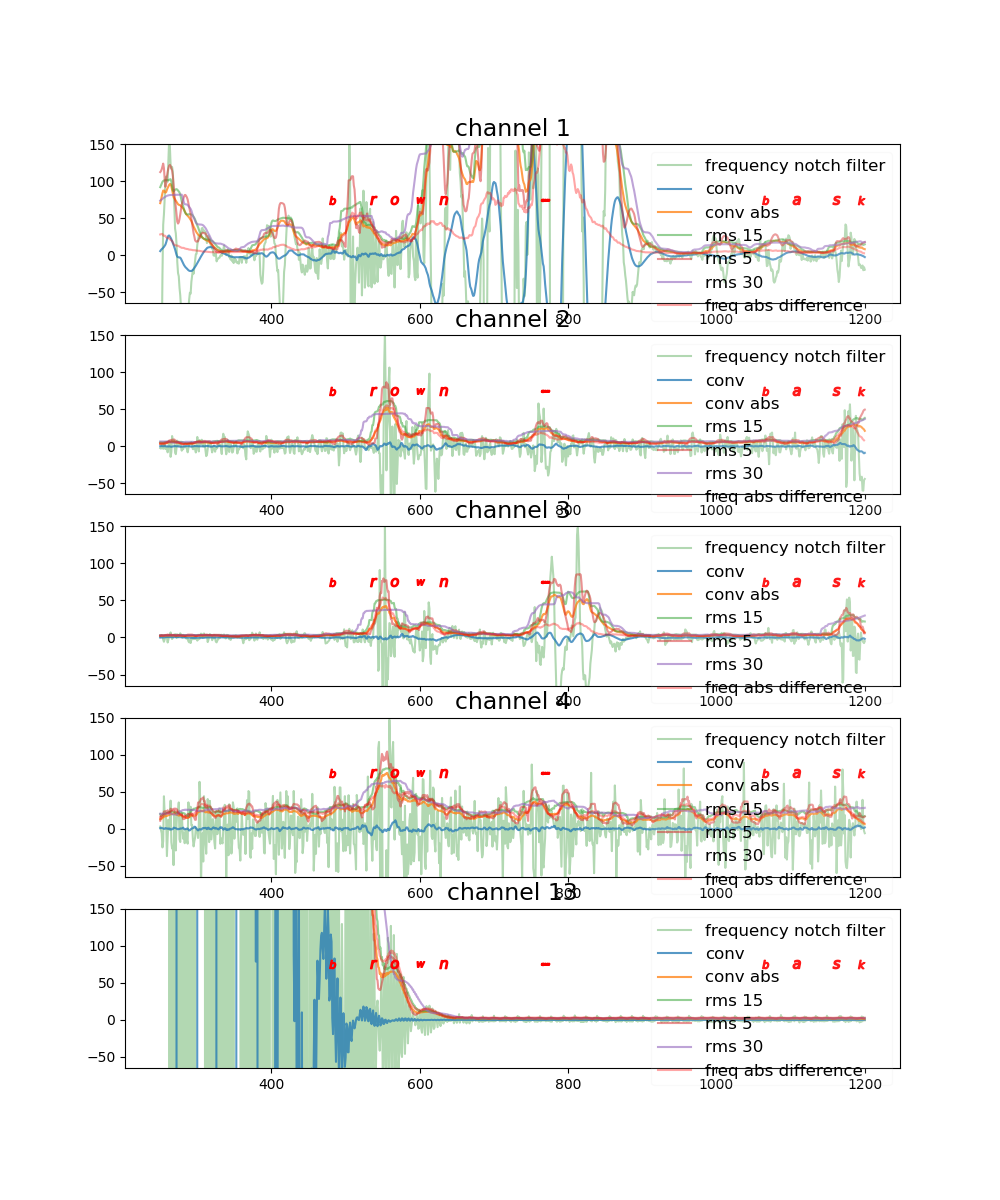 channel 1
150
100
50
0
−50
b r o w n – b a s k
frequency notch filter
conv
conv abs
rms 15
rms 5
rms 30
freq abs difference
400 600 800 1000 1200
channel 2
150
100
50
0
−50
b r o w n – b a s k
frequency notch filter
conv
conv abs
rms 15
rms 5
rms 30
freq abs difference
400 600 800 1000 1200
channel 3
150
100
50
0
−50
b r o w n – b a s k
frequency notch filter
conv
conv abs
rms 15
rms 5
rms 30
freq abs difference
400 600 800 1000 1200
channel 4
150
100
50
0
−50
b r o w n – b a s k
frequency notch filter
conv
conv abs
rms 15
rms 5
rms 30
freq abs difference
400 600 800 1000 1200
channel 13
150
100
50
0
−50
b r o w n – b a s k
frequency notch filter
conv
conv abs
rms 15
rms 5
rms 30
freq abs difference
400 600 800 1000 1200